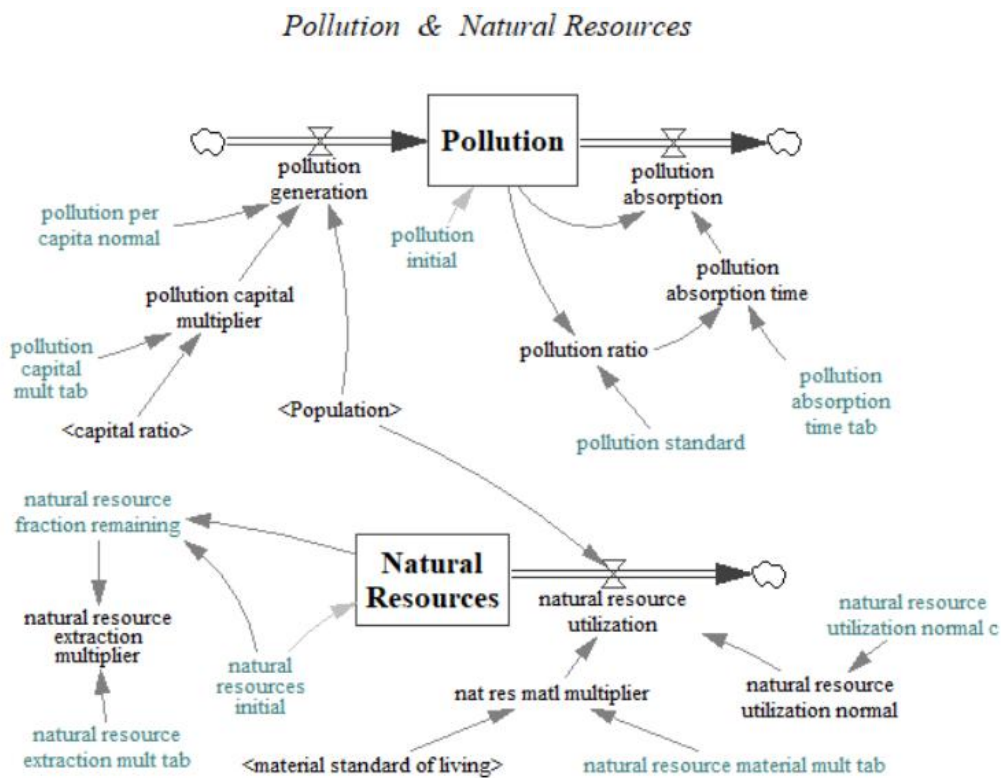 Pollution & Natural Resources
Pollution
pollution
generation
pollution
absorption
pollution per
capita normal
pollution
initial
pollution
absorption time
pollution capital
multiplier
pollution ratio
pollution
capital
mult tab
pollution
absorption
time tab
<Population>
<capital ratio>
pollution standard
natural resource
fraction remaining
Natural
Resources
natural resource
utilization
natural resource
utilization normal c
natural resource
extraction
multiplier
natural
resources
initial
nat res matl multiplier
natural resource
utilization normal
natural resource
extraction mult tab
<material standard of living>
natural resource material mult tab